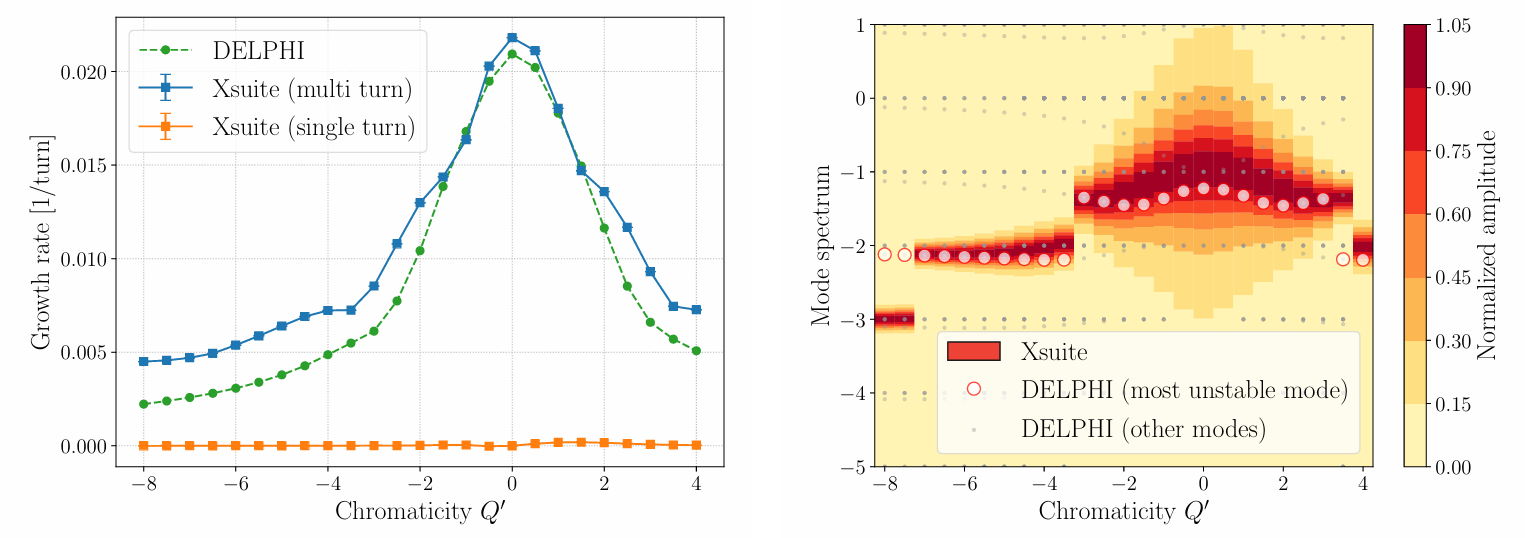 DELPHI
Xsuite (multi turn)
Xsuite (single turn)
0.020
0.015
0.010
0.005
0.000
Growth rate [1/turn]
−8 −6 −4 −2 0 2 4
Chromaticity Q′
1
0
−1
−2
−3
−4
−5
Mode spectrum
Xsuite
DELPHI (most unstable mode)
DELPHI (other modes)
−8 −6 −4 −2 0 2 4
Chromaticity Q′
1.05
0.90
0.75
0.60
0.45
0.30
0.15
0.00
Normalized amplitude